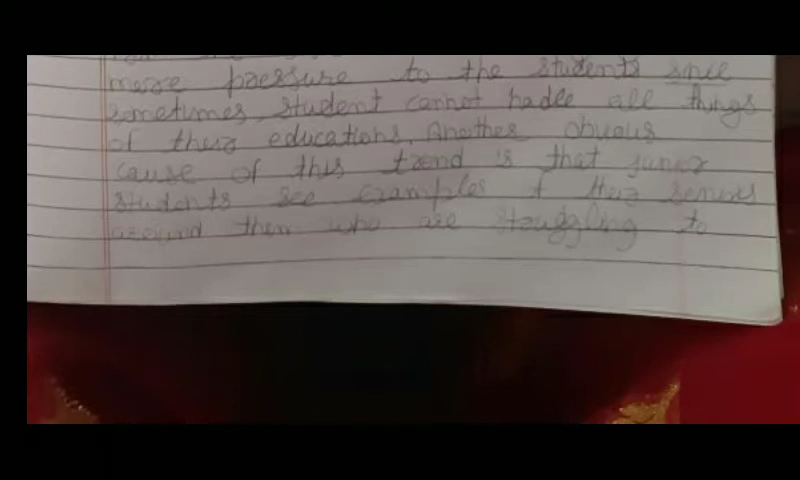 more pressure to the students since
sometimes, student cannot hadle all things
of their educations. Another obvious
cause of this trend is that junior
students see examples of their seniors
around them who are struggling to